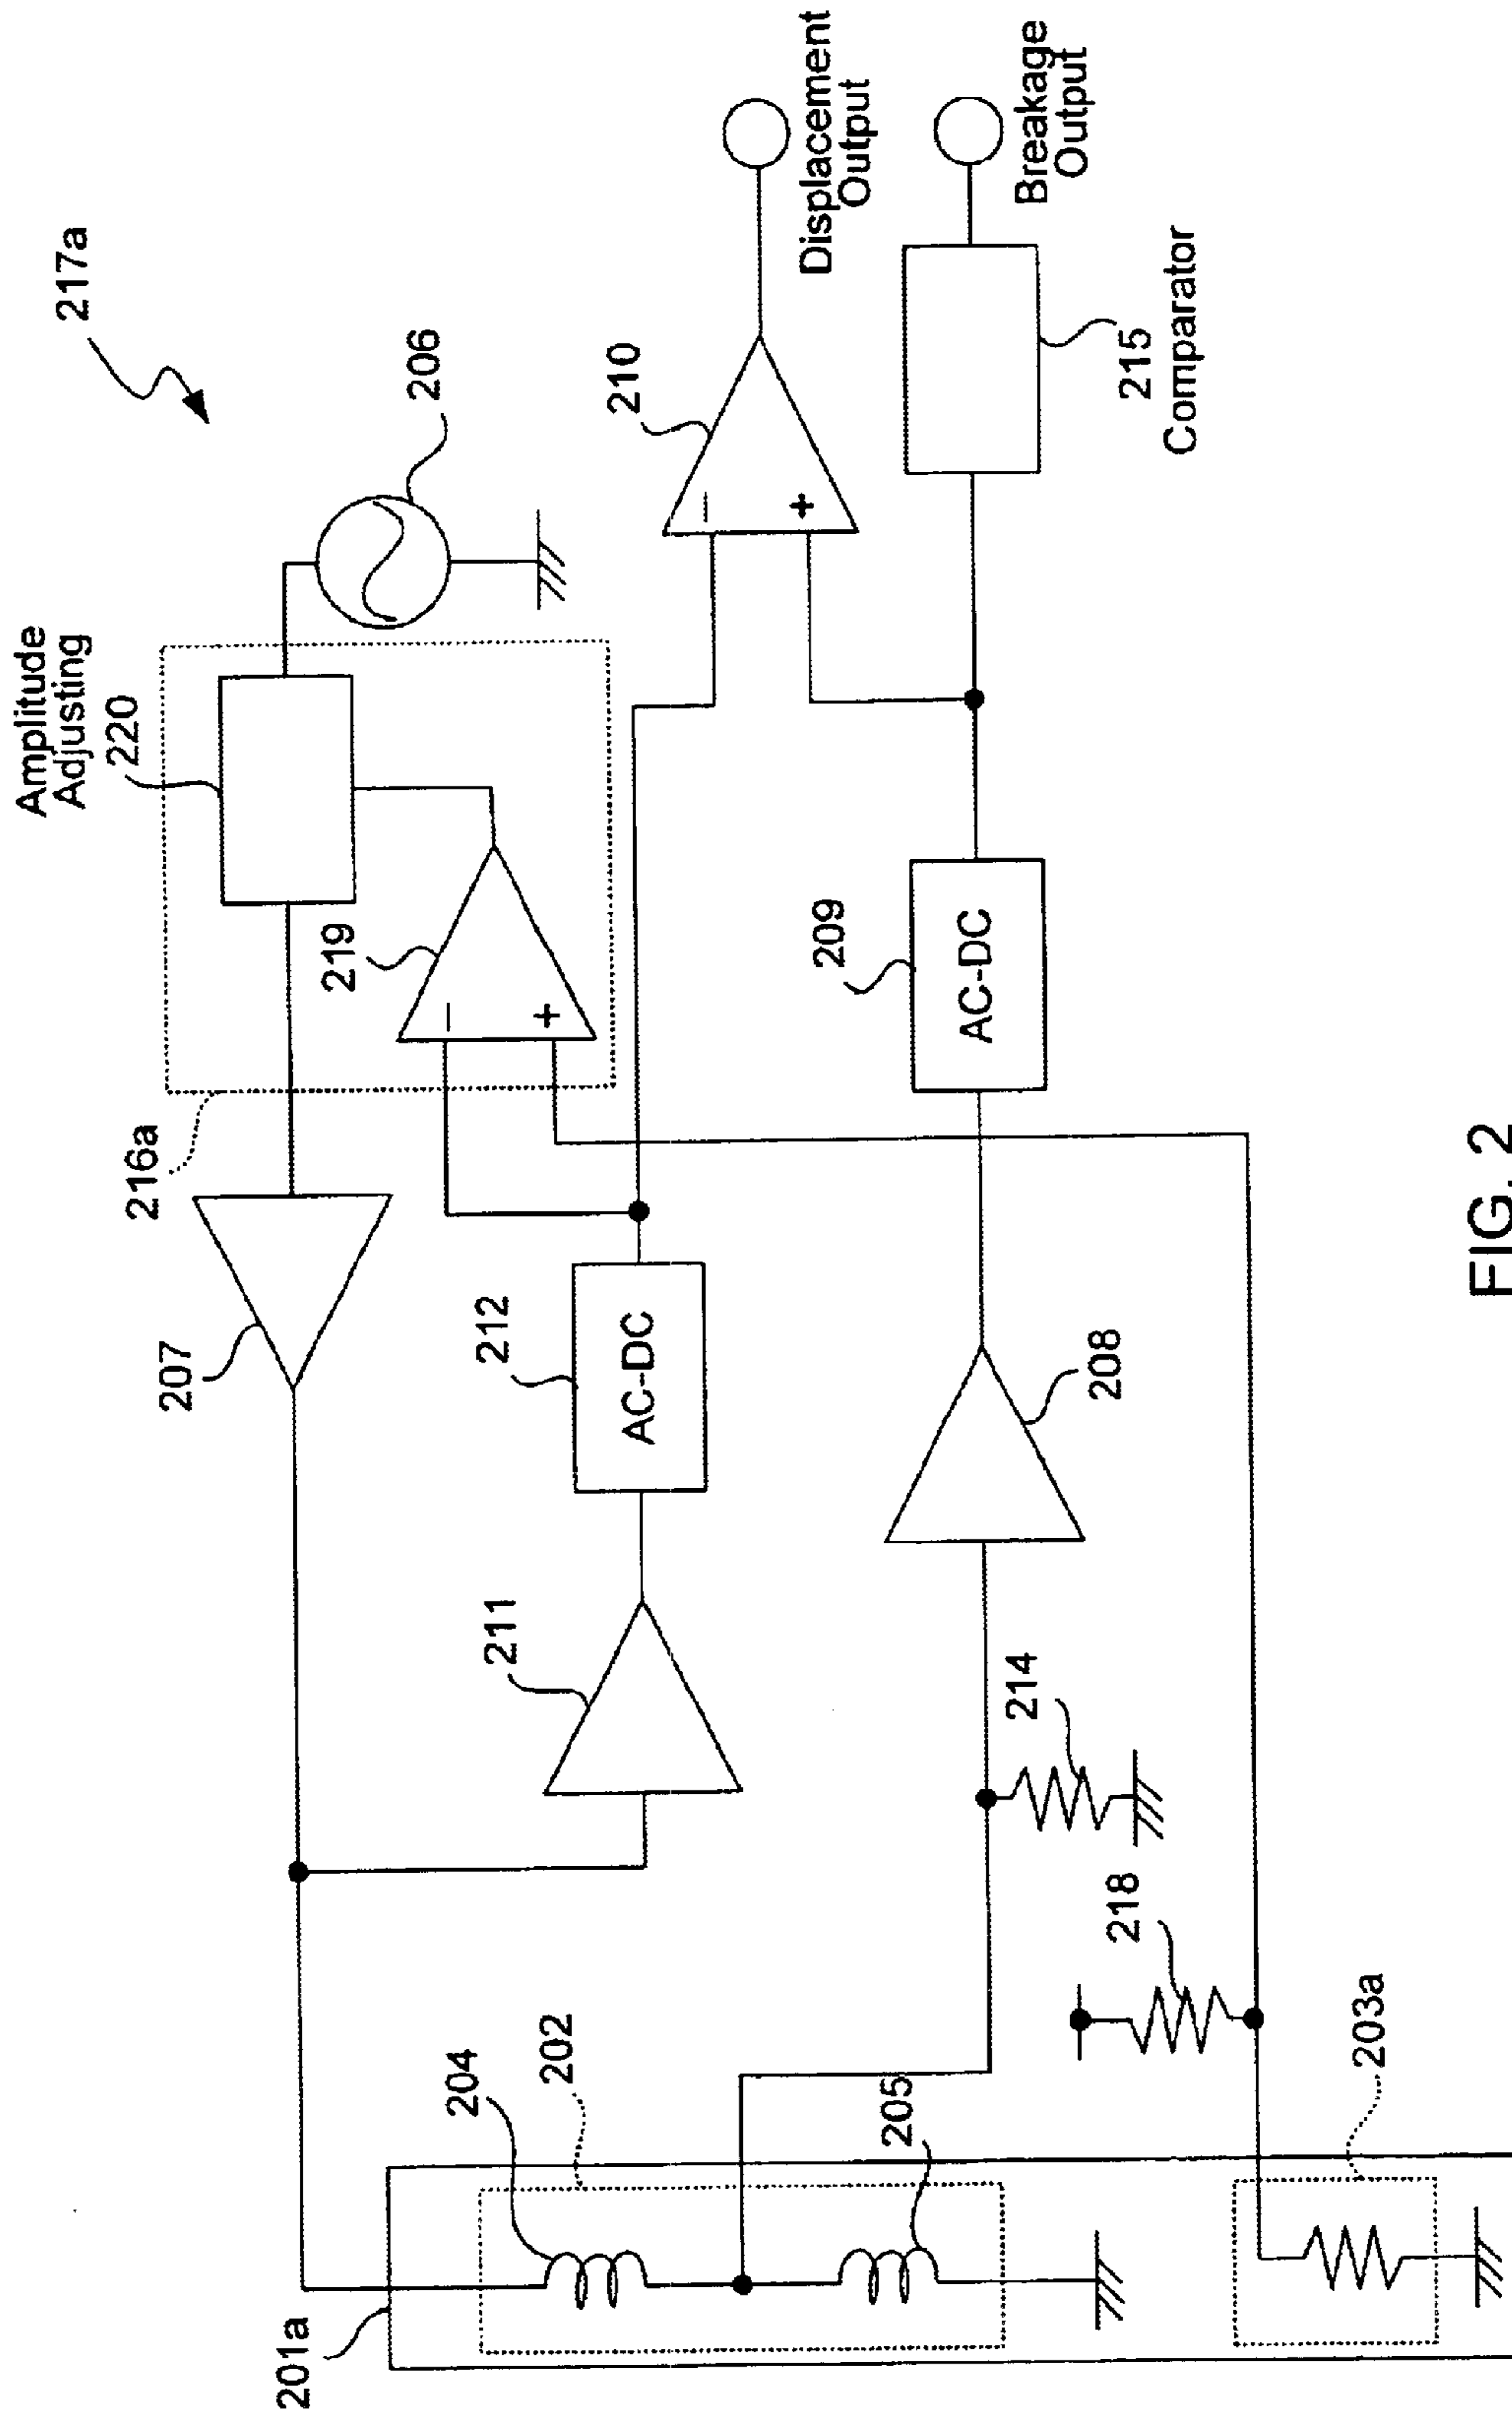 Amplitude
Adjusting
217a
220
216a
207
201a
219
206
−
+
204
211
212
AC-DC
202
210
−
+
Displacement
Output
209
AC-DC
205
214
208
Breakage
Output
218
215
Comparator
203a
FIG. 2